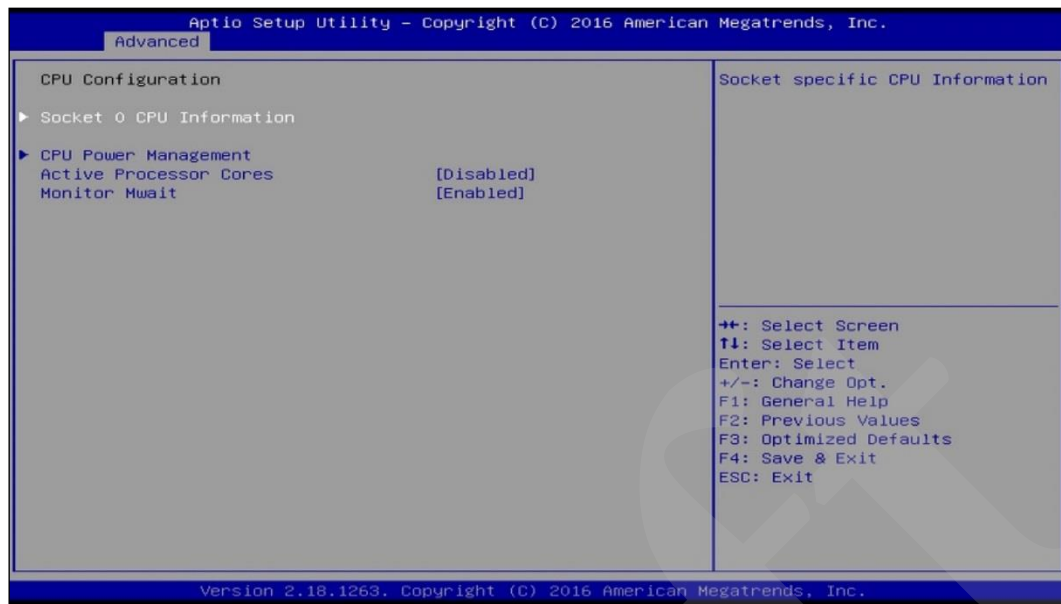 Aptio Setup Utility – Copyright (C) 2016 American Megatrends, Inc.
Advanced
CPU Configuration
Socket 0 CPU Information
CPU Power Management
Active Processor Cores [Disabled]
Monitor Mwait [Enabled]
Socket specific CPU Information
→←: Select Screen
↑↓: Select Item
Enter: Select
+/-: Change Opt.
F1: General Help
F2: Previous Values
F3: Optimized Defaults
F4: Save & Exit
ESC: Exit
Version 2.18.1263. Copyright (C) 2016 American Megatrends, Inc.